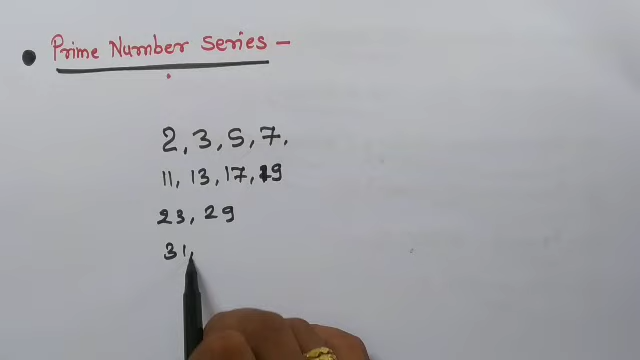 Prime Number Series -
2, 3, 5, 7,
11, 13, 17, 19
23, 29
31,